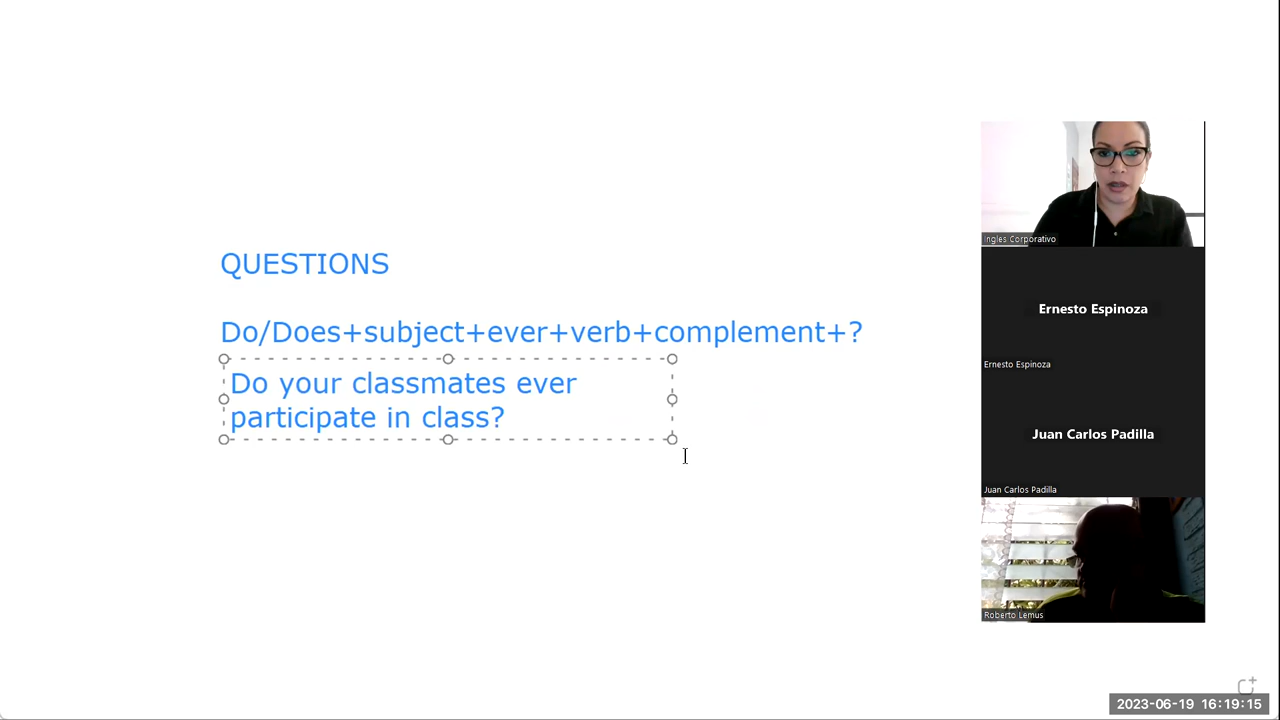 QUESTIONS
Do/Does+subject+ever+verb+complement+?
Do your classmates ever
participate in class?
Ingles Corporativo
Ernesto Espinoza
Ernesto Espinoza
Juan Carlos Padilla
Juan Carlos Padilla
Roberto Lemus
2023-06-19 16:19:15